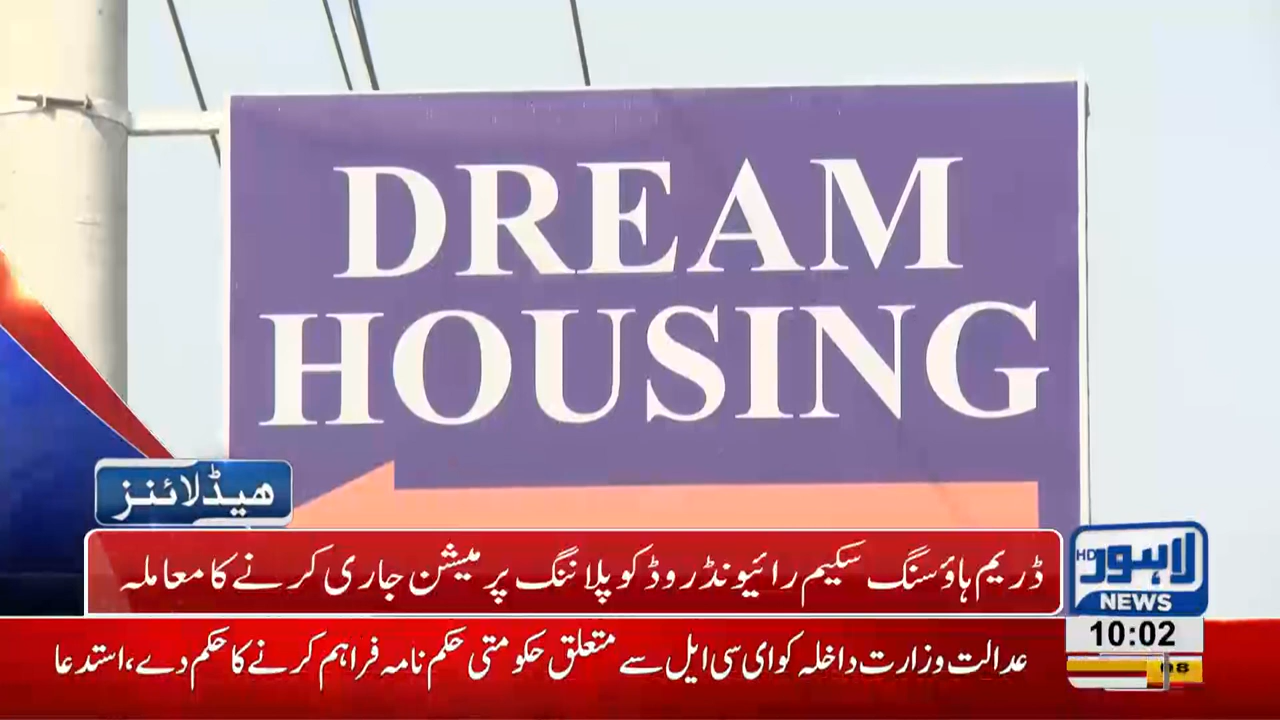 DREAM
HOUSING
ھیڈلائنز
ڈریم ہاؤسنگ سکیم رائیونڈ روڈ کو پلاننگ پرمیشن جاری کرنے کا معاملہ
HD لاہور
NEWS
10:02
عدالت وزارت داخلہ کو ای سی ایل سے متعلق حکومتی حکم نامہ فراہم کرنے کا حکم دے، استدعا